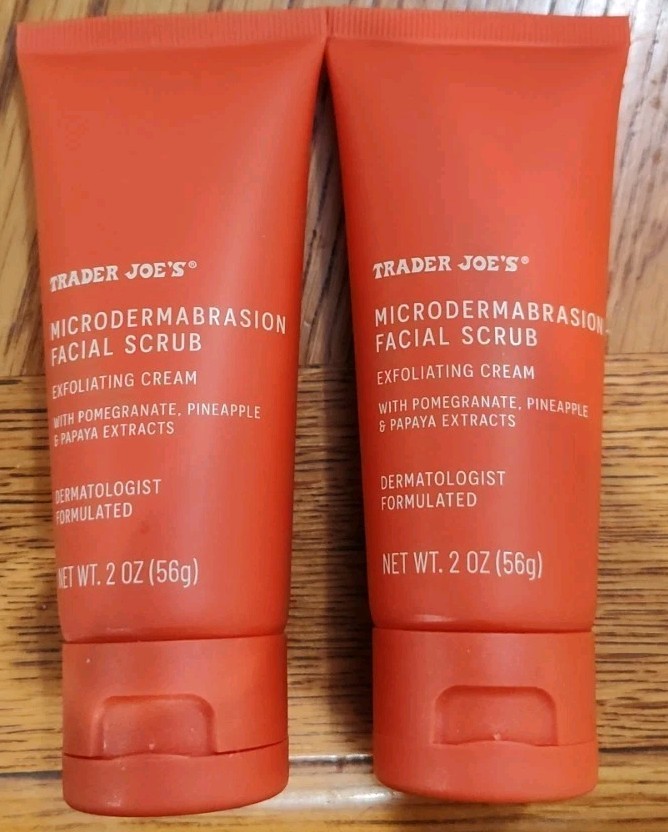 TRADER JOE'S®
MICRODERMABRASION
FACIAL SCRUB
EXFOLIATING CREAM
WITH POMEGRANATE, PINEAPPLE
& PAPAYA EXTRACTS
DERMATOLOGIST
FORMULATED
NET WT. 2 OZ (56g)
TRADER JOE'S®
MICRODERMABRASION
FACIAL SCRUB
EXFOLIATING CREAM
WITH POMEGRANATE, PINEAPPLE
& PAPAYA EXTRACTS
DERMATOLOGIST
FORMULATED
NET WT. 2 OZ (56g)